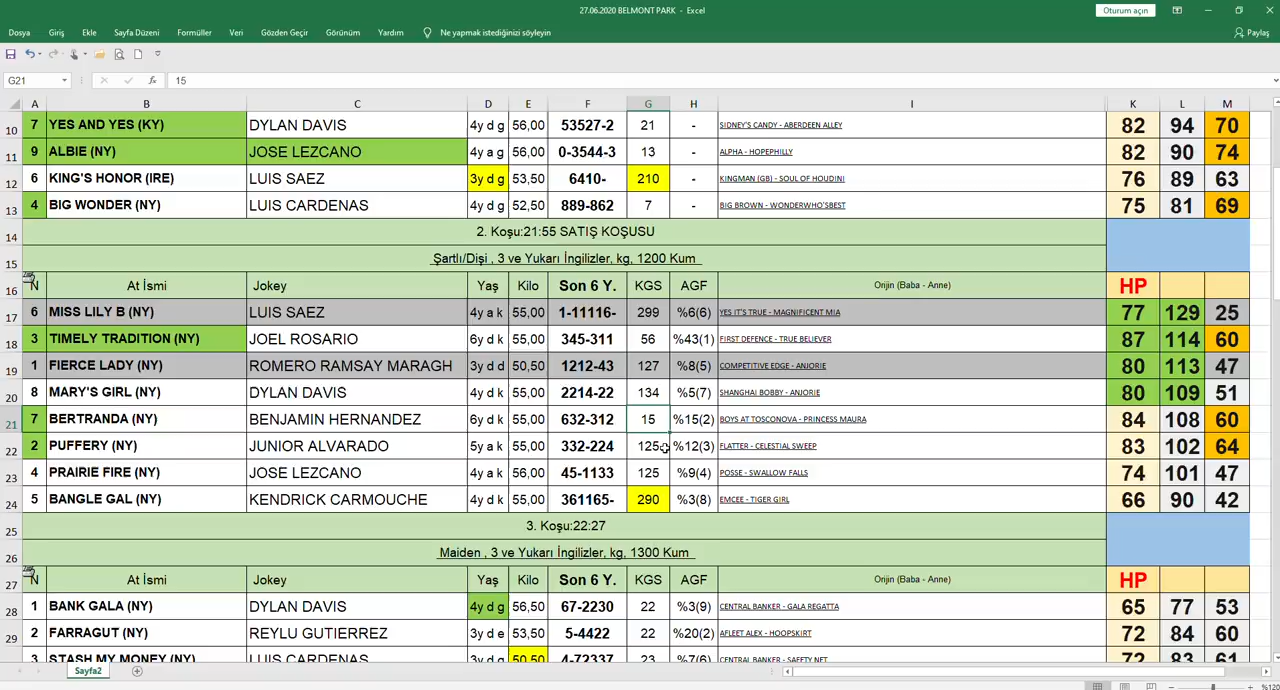 27.06.2020 BELMONT PARK - Excel
Oturum açın
Dosya Giriş Ekle Sayfa Düzeni Formüller Veri Gözden Geçir Görünüm Yardım Ne yapmak istediğinizi söyleyin Paylaş
G21 fx 15
A B C D E F G H I K L M
10 7 YES AND YES (KY) DYLAN DAVIS 4y d g 56,00 53527-2 21 - SIDNEY'S CANDY - ABERDEEN ALLEY 82 94 70
11 9 ALBIE (NY) JOSE LEZCANO 4y a g 56,00 0-3544-3 13 - ALPHA - HOPEPHILLY 82 90 74
12 6 KING'S HONOR (IRE) LUIS SAEZ 3y d g 53,50 6410- 210 - KINGMAN (GB) - SOUL OF HOUDINI 76 89 63
13 4 BIG WONDER (NY) LUIS CARDENAS 4y d g 52,50 889-862 7 - BIG BROWN - WONDERWHO'SBEST 75 81 69
14 2. Koşu:21:55 SATIŞ KOŞUSU
15 Şartlı/Dişi , 3 ve Yukarı İngilizler, kg, 1200 Kum
16 N At İsmi Jokey Yaş Kilo Son 6 Y. KGS AGF Orijin (Baba - Anne) HP
17 6 MISS LILY B (NY) LUIS SAEZ 4y a k 55,00 1-11116- 299 %6(6) YES IT'S TRUE - MAGNIFICENT MIA 77 129 25
18 3 TIMELY TRADITION (NY) JOEL ROSARIO 6y d k 55,00 345-311 56 %43(1) FIRST DEFENCE - TRUE BELIEVER 87 114 60
19 1 FIERCE LADY (NY) ROMERO RAMSAY MARAGH 3y d d 50,50 1212-43 127 %8(5) COMPETITIVE EDGE - ANJORIE 80 113 47
20 8 MARY'S GIRL (NY) DYLAN DAVIS 4y d k 55,00 2214-22 134 %5(7) SHANGHAI BOBBY - ANJORIE 80 109 51
21 7 BERTRANDA (NY) BENJAMIN HERNANDEZ 6y d k 55,00 632-312 15 %15(2) BOYS AT TOSCONOVA - PRINCESS MAURA 84 108 60
22 2 PUFFERY (NY) JUNIOR ALVARADO 5y a k 55,00 332-224 125 %12(3) FLATTER - CELESTIAL SWEEP 83 102 64
23 4 PRAIRIE FIRE (NY) JOSE LEZCANO 4y a k 56,00 45-1133 125 %9(4) POSSE - SWALLOW FALLS 74 101 47
24 5 BANGLE GAL (NY) KENDRICK CARMOUCHE 4y d k 55,00 361165- 290 %3(8) EMCEE - TIGER GIRL 66 90 42
25 3. Koşu:22:27
26 Maiden , 3 ve Yukarı İngilizler, kg, 1300 Kum
27 N At İsmi Jokey Yaş Kilo Son 6 Y. KGS AGF Orijin (Baba - Anne) HP
28 1 BANK GALA (NY) DYLAN DAVIS 4y d g 56,50 67-2230 22 %3(9) CENTRAL BANKER - GALA REGATTA 65 77 53
29 2 FARRAGUT (NY) REYLU GUTIERREZ 3y d e 53,50 5-4422 22 %20(2) AFLEET ALEX - HOOPSKIRT 72 84 60
3 STASH MY MONEY (NY) LUIS CARDENAS 3y d g 50,50 4-72337 23 %7(6) CENTRAL BANKER - SAFETY NET 72 83 61
Sayfa2
%120